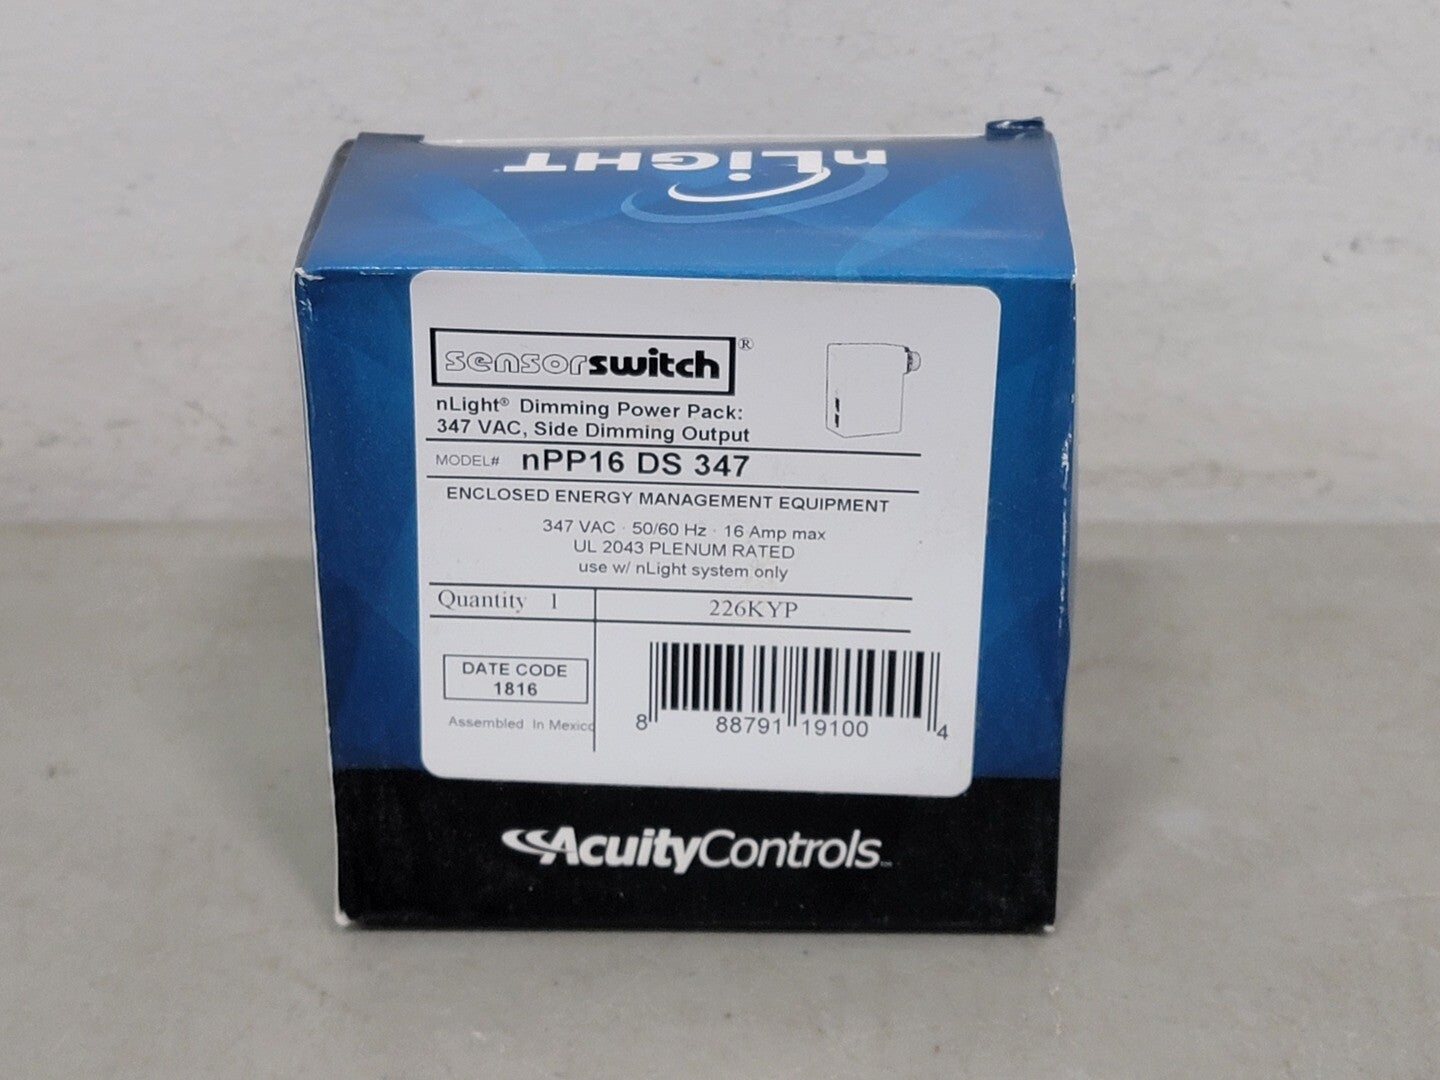 nLiGHT
sensorswitch®
nLight® Dimming Power Pack:
347 VAC, Side Dimming Output
MODEL# nPP16 DS 347
ENCLOSED ENERGY MANAGEMENT EQUIPMENT
347 VAC · 50/60 Hz · 16 Amp max
UL 2043 PLENUM RATED
use w/ nLight system only
Quantity 1
226KYP
DATE CODE
1816
Assembled In Mexico
8 88791 19100 4
AcuityControls™